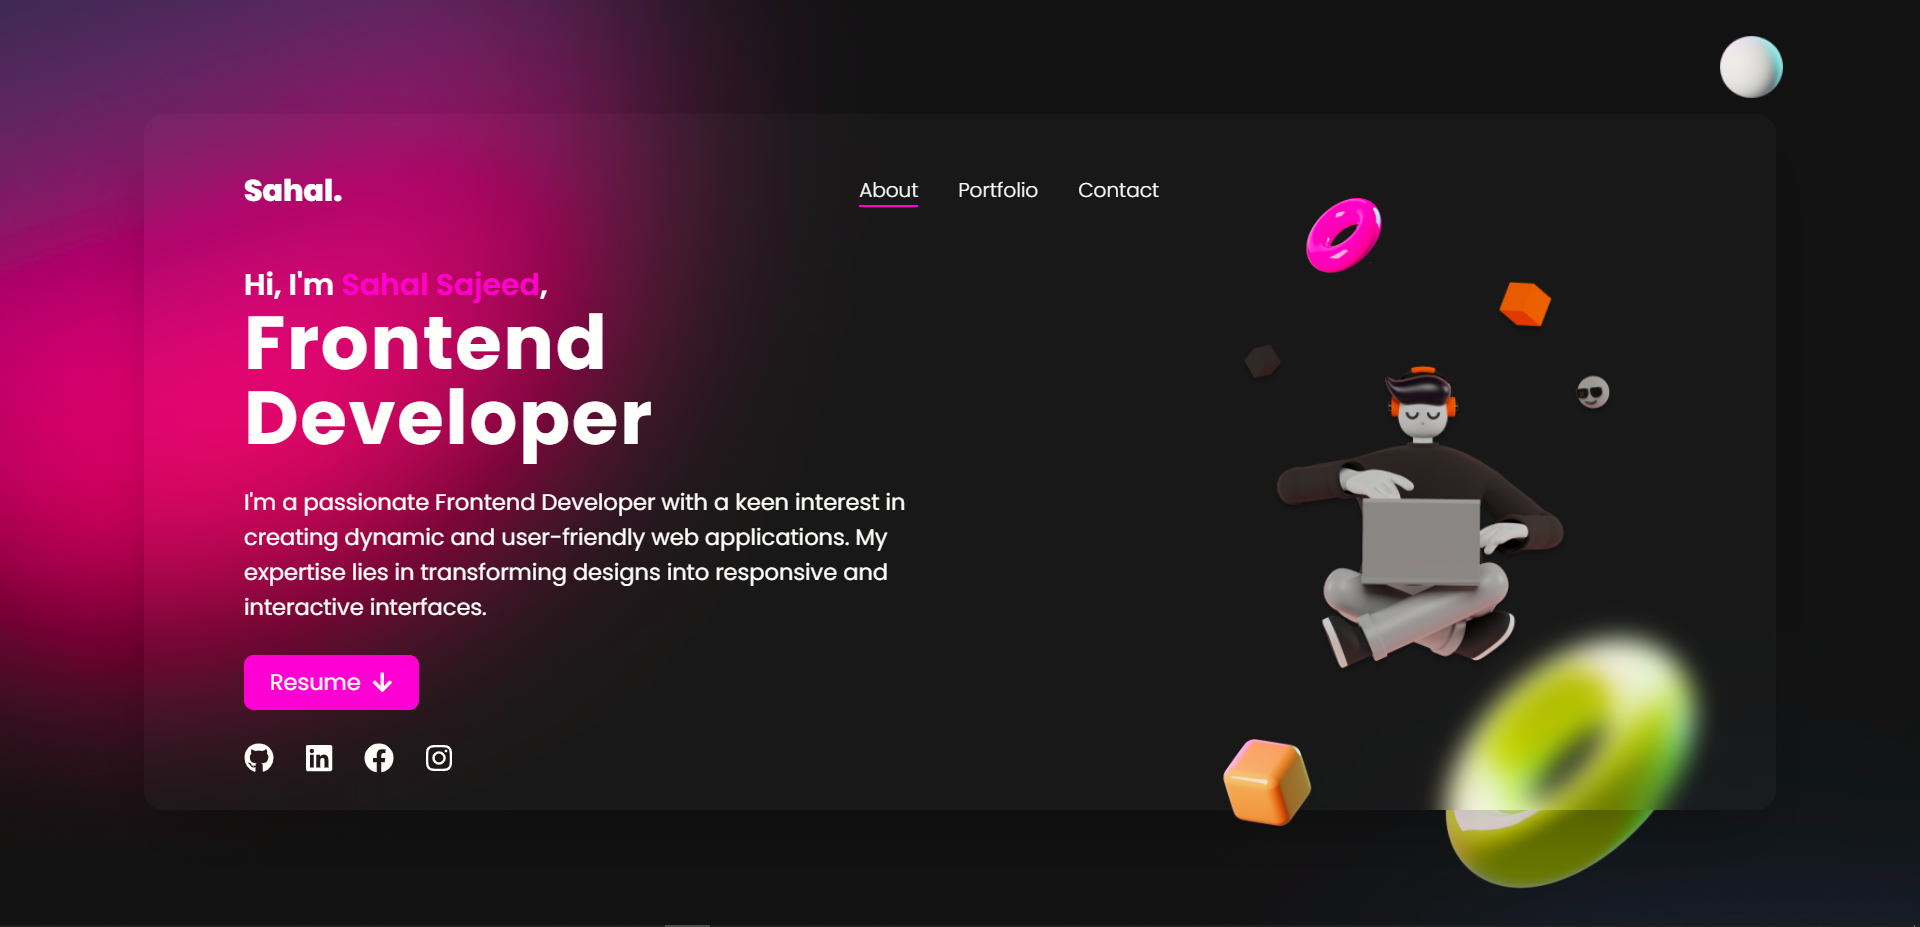 Sahal.
About Portfolio Contact
Hi, I'm Sahal Sajeed,
Frontend
Developer
I'm a passionate Frontend Developer with a keen interest in
creating dynamic and user-friendly web applications. My
expertise lies in transforming designs into responsive and
interactive interfaces.
Resume